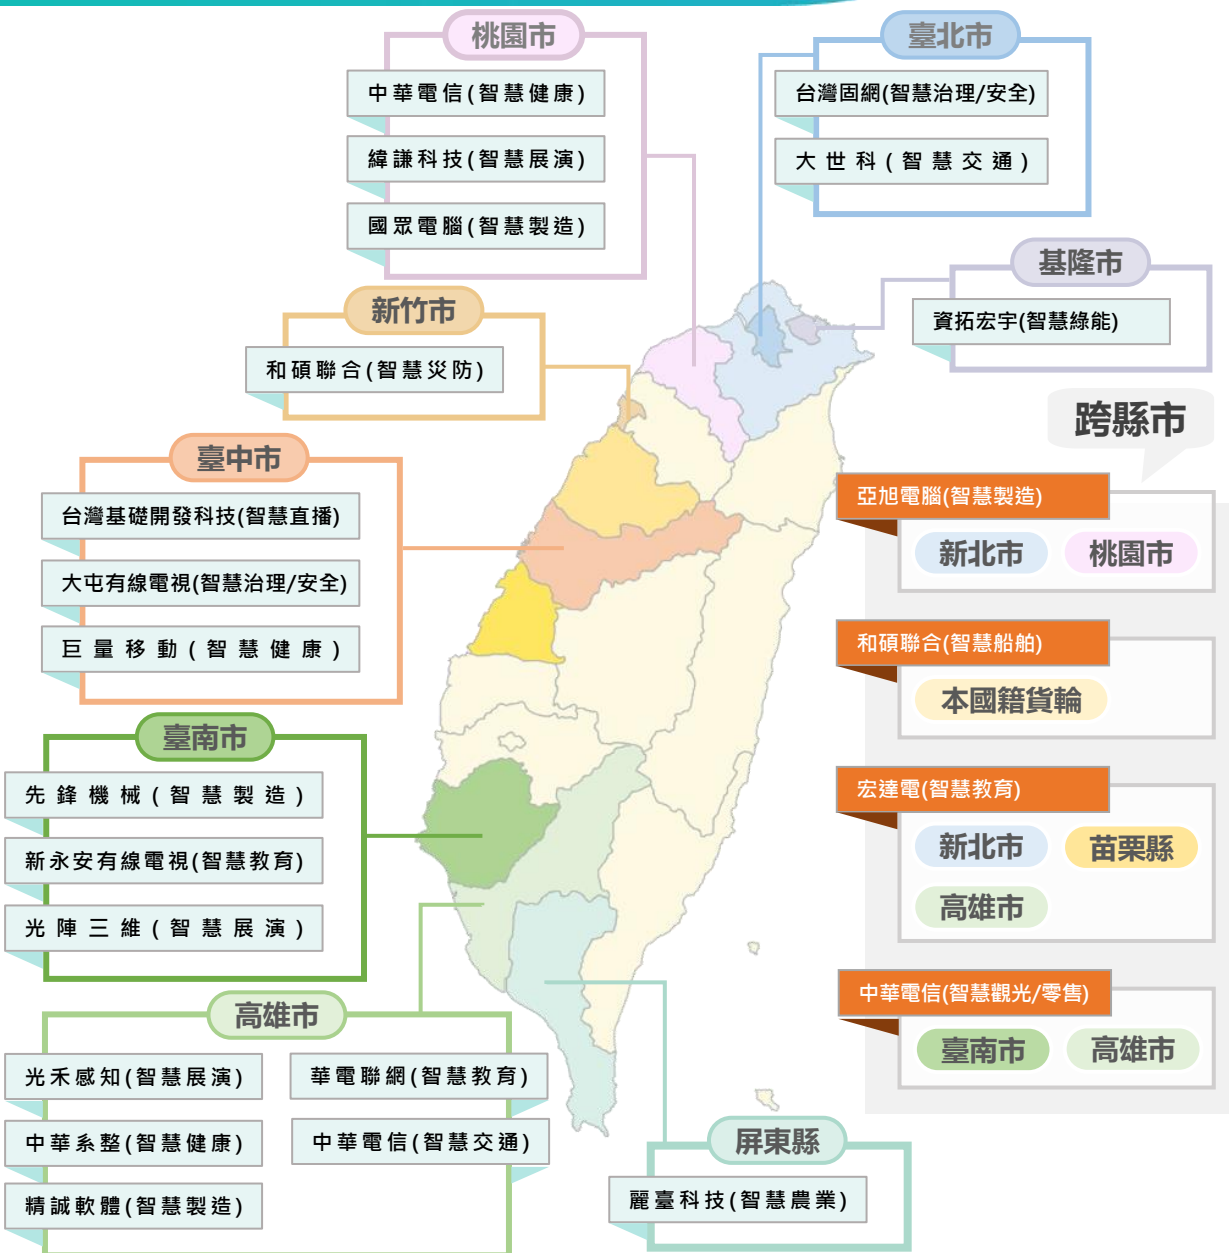 桃園市
中華電信(智慧健康)
緯謙科技(智慧展演)
國眾電腦(智慧製造)
臺北市
台灣固網(智慧治理/安全)
大世科(智慧交通)
基隆市
資拓宏宇(智慧綠能)
新竹市
和碩聯合(智慧災防)
臺中市
台灣基礎開發科技(智慧直播)
大屯有線電視(智慧治理/安全)
巨量移動(智慧健康)
臺南市
先鋒機械(智慧製造)
新永安有線電視(智慧教育)
光陣三維(智慧展演)
高雄市
光禾感知(智慧展演)
華電聯網(智慧教育)
中華系整(智慧健康)
中華電信(智慧交通)
精誠軟體(智慧製造)
屏東縣
麗臺科技(智慧農業)
跨縣市
亞旭電腦(智慧製造)
新北市
桃園市
和碩聯合(智慧船舶)
本國籍貨輪
宏達電(智慧教育)
新北市
苗栗縣
高雄市
中華電信(智慧觀光/零售)
臺南市
高雄市